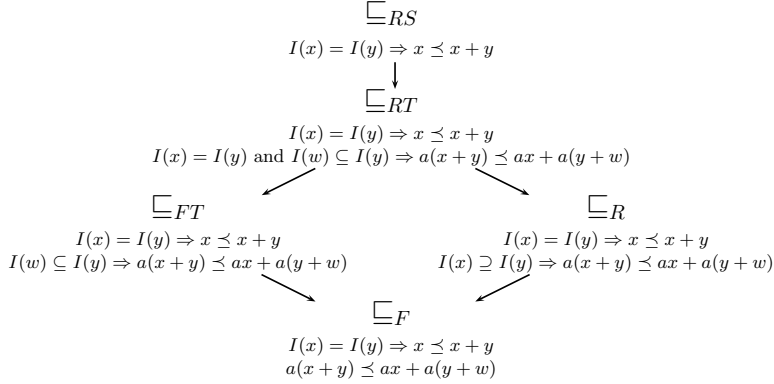 ⊑RS
I(x) = I(y) ⇒ x ⪯ x + y
⊑RT
I(x) = I(y) ⇒ x ⪯ x + y
I(x) = I(y) and I(w) ⊆ I(y) ⇒ a(x + y) ⪯ ax + a(y + w)
⊑FT
I(x) = I(y) ⇒ x ⪯ x + y
I(w) ⊆ I(y) ⇒ a(x + y) ⪯ ax + a(y + w)
⊑R
I(x) = I(y) ⇒ x ⪯ x + y
I(x) ⊇ I(y) ⇒ a(x + y) ⪯ ax + a(y + w)
⊑F
I(x) = I(y) ⇒ x ⪯ x + y
a(x + y) ⪯ ax + a(y + w)